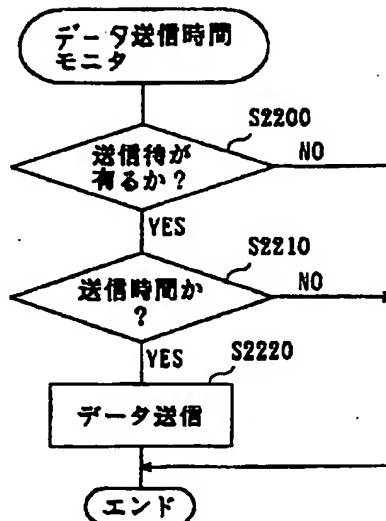 データ送信時間
モニタ
S2200
送信待が
有るか？
NO
YES
S2210
送信時間か
？
NO
YES
S2220
データ送信
エンド